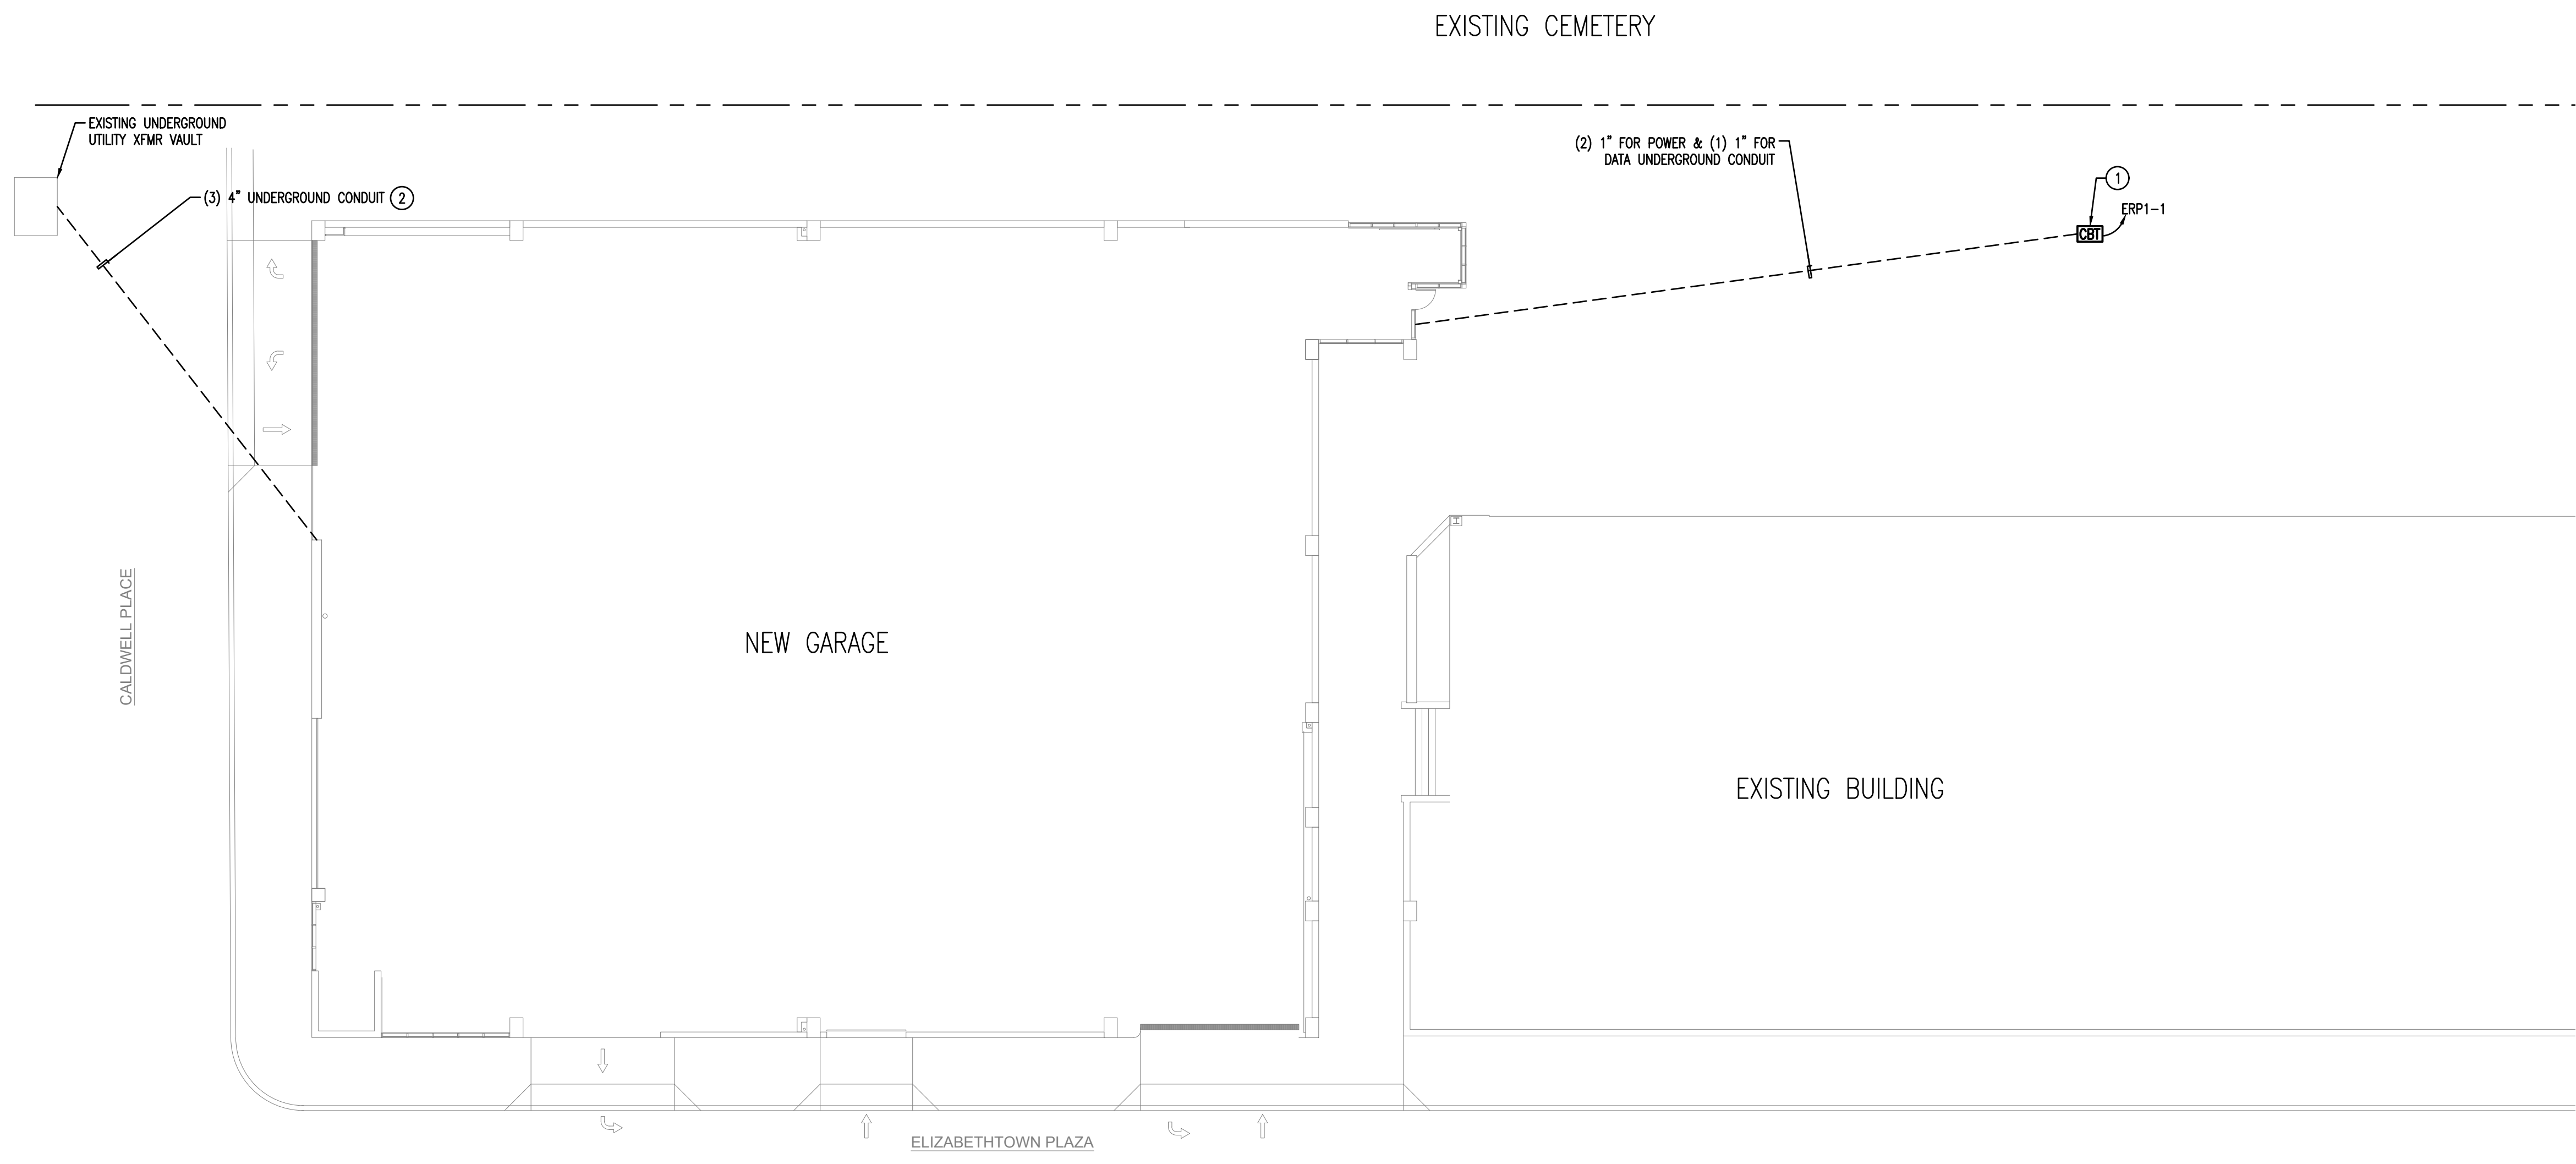 EXISTING CEMETERY
EXISTING UNDERGROUND
UTILITY XFMR VAULT
(3) 4" UNDERGROUND CONDUIT 2
(2) 1" FOR POWER & (1) 1" FOR
DATA UNDERGROUND CONDUIT
1
ERP1-1
CBT
CALDWELL PLACE
NEW GARAGE
EXISTING BUILDING
ELIZABETHTOWN PLAZA